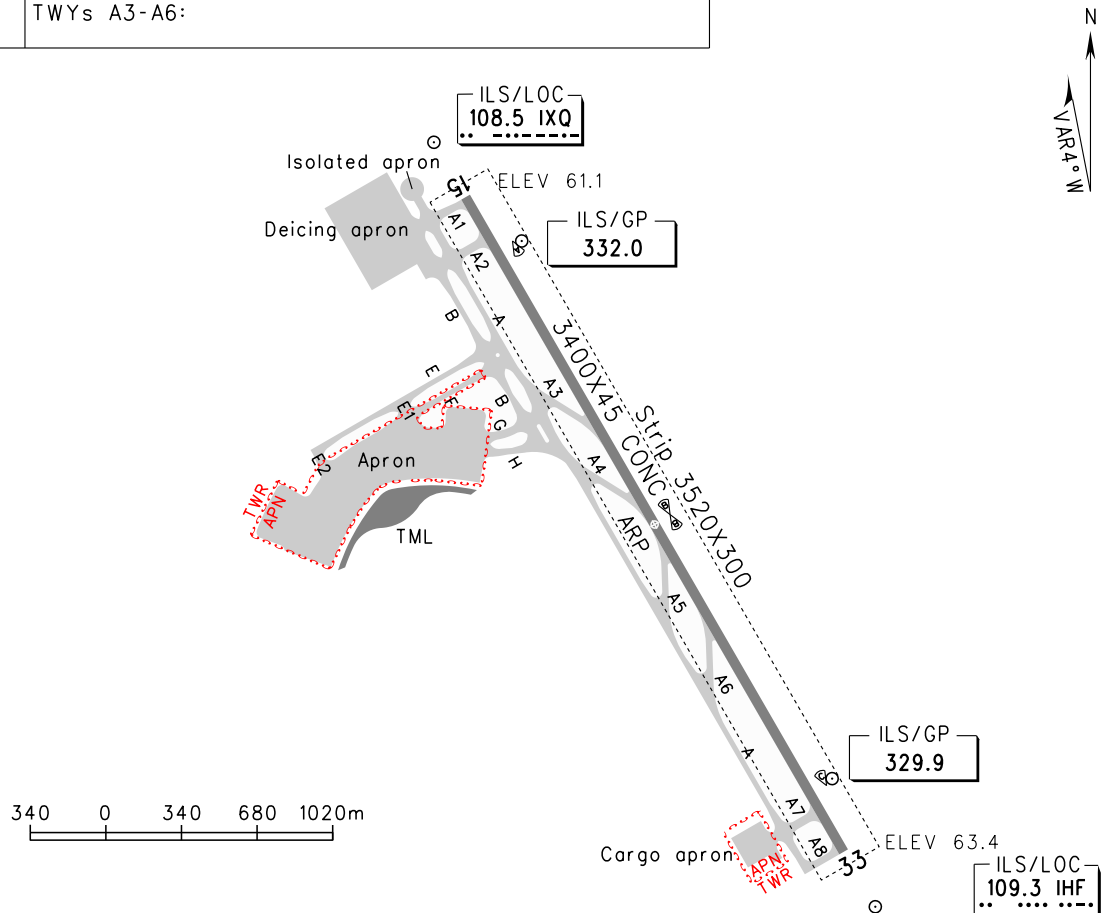 TWYs A3-A6:
N
VAR4°W
ILS/LOC
108.5 IXQ
Isolated apron
15
ELEV 61.1
ILS/GP
332.0
Deicing apron
A1
A2
B
A
3400X45 CONC
Strip 3520X300
E
A3
E1
F
B
G
H
E2
Apron
A4
TWR
APN
TML
ARP
A5
A6
A
ILS/GP
329.9
340 0 340 680 1020m
A7
A8
33
ELEV 63.4
Cargo apron
APN
TWR
ILS/LOC
109.3 IHF